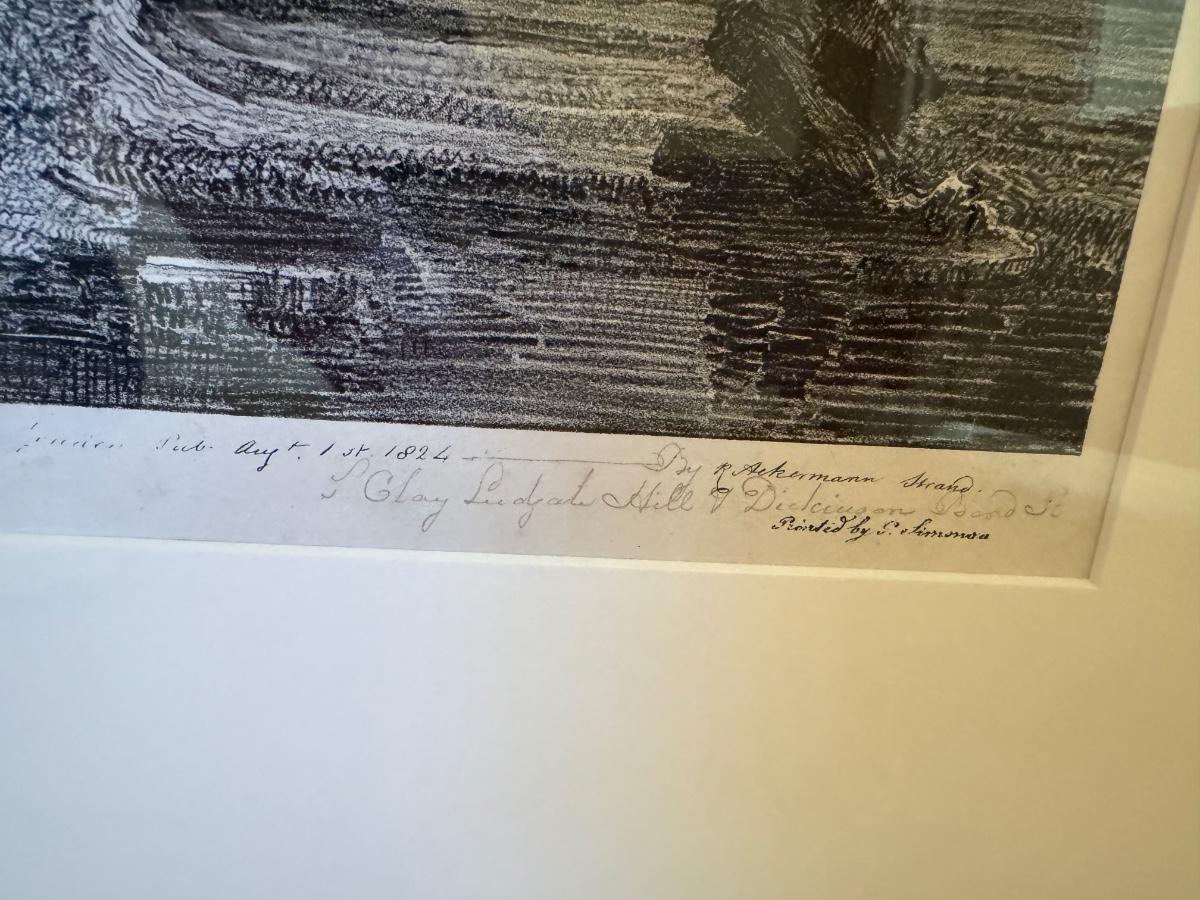 London Pub. Augt. 1st. 1824 By R Ackermann Strand.
Clay Ludgate Hill & Dickinson Bond St
Printed by P. Simonau